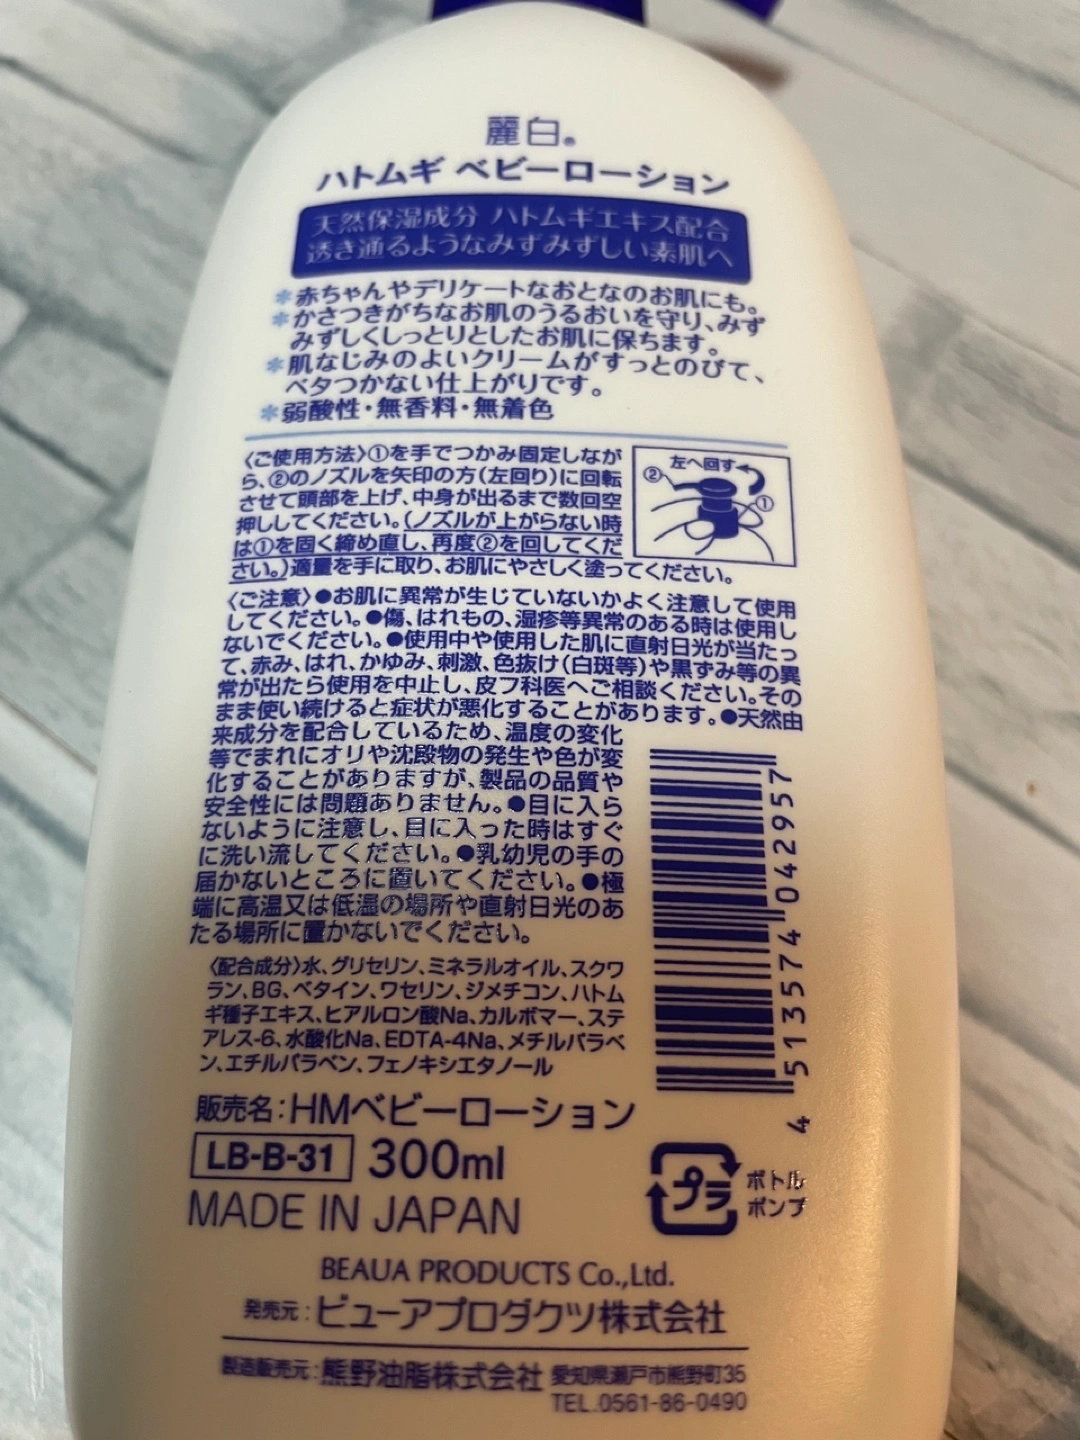 麗白®
ハトムギ ベビーローション
天然保湿成分 ハトムギエキス配合
透き通るようなみずみずしい素肌へ
*赤ちゃんやデリケートなおとなのお肌にも。
*かさつきがちなお肌のうるおいを守り、みず
みずしくしっとりとしたお肌に保ちます。
*肌なじみのよいクリームがすっとのびて、
ベタつかない仕上がりです。
*弱酸性・無香料・無着色
〈ご使用方法〉①を手でつかみ固定しなが
ら、②のノズルを矢印の方(左回り)に回転
させて頭部を上げ、中身が出るまで数回空
押ししてください。(ノズルが上がらない時
は①を固く締め直し、再度②を回してくだ
さい。)適量を手に取り、お肌にやさしく塗ってください。
左へ回す
②
①
〈ご注意〉●お肌に異常が生じていないかよく注意して使用
してください。●傷、はれもの、湿疹等異常のある時は使用し
ないでください。●使用中や使用した肌に直射日光が当たっ
て、赤み、はれ、かゆみ、刺激、色抜け(白斑等)や黒ずみ等の異
常が出たら使用を中止し、皮フ科医へご相談ください。その
まま使い続けると症状が悪化することがあります。●天然由
来成分を配合しているため、温度の変化
等でまれにオリや沈殿物の発生や色が変
化することがありますが、製品の品質や
安全性には問題ありません。●目に入ら
ないように注意し、目に入った時はすぐ
に洗い流してください。●乳幼児の手の
届かないところに置いてください。●極
端に高温又は低温の場所や直射日光のあ
たる場所に置かないでください。
〈配合成分〉水、グリセリン、ミネラルオイル、スクワ
ラン、BG、ベタイン、ワセリン、ジメチコン、ハトム
ギ種子エキス、ヒアルロン酸Na、カルボマー、ステ
アレス-6、水酸化Na、EDTA-4Na、メチルパラベ
ン、エチルパラベン、フェノキシエタノール
4 513574 042957
販売名：HMベビーローション
LB-B-31 300ml
MADE IN JAPAN
プラ
ボトル
ポンプ
BEAUA PRODUCTS Co.,Ltd.
発売元：ビューアプロダクツ株式会社
製造販売元：熊野油脂株式会社 愛知県瀬戸市熊野町35
TEL.0561-86-0490